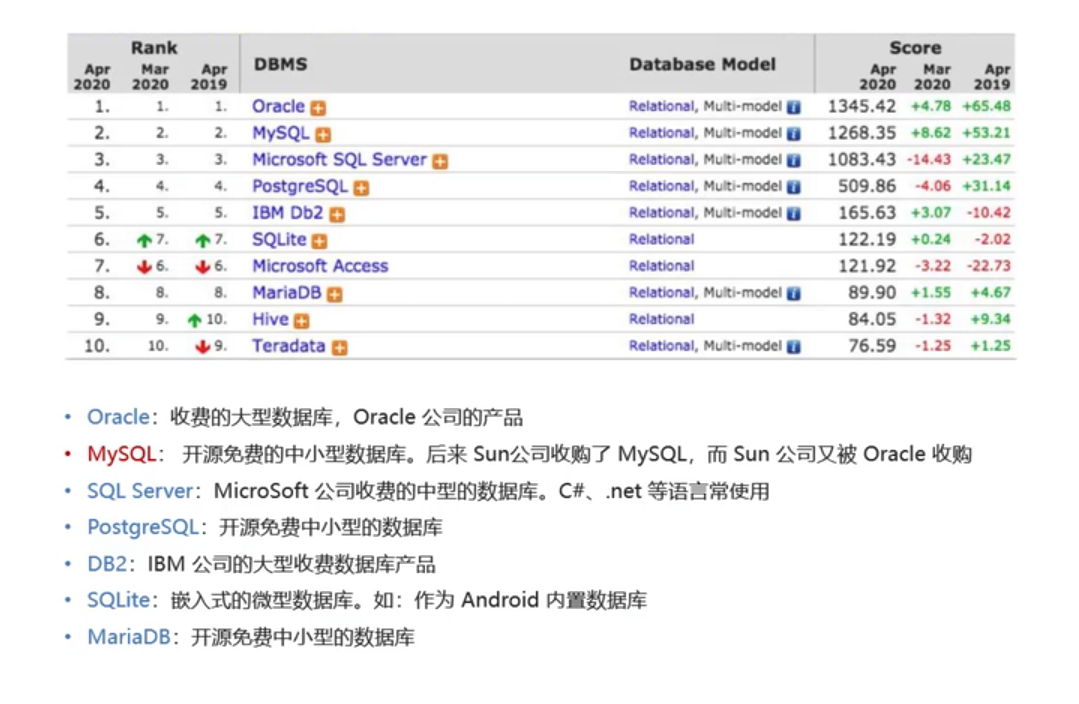 Rank Score
Apr 2020 Mar 2020 Apr 2019 DBMS Database Model Apr 2020 Mar 2020 Apr 2019
1. 1. 1. Oracle Relational, Multi-model 1345.42 +4.78 +65.48
2. 2. 2. MySQL Relational, Multi-model 1268.35 +8.62 +53.21
3. 3. 3. Microsoft SQL Server Relational, Multi-model 1083.43 -14.43 +23.47
4. 4. 4. PostgreSQL Relational, Multi-model 509.86 -4.06 +31.14
5. 5. 5. IBM Db2 Relational, Multi-model 165.63 +3.07 -10.42
6. 7. 7. SQLite Relational 122.19 +0.24 -2.02
7. 6. 6. Microsoft Access Relational 121.92 -3.22 -22.73
8. 8. 8. MariaDB Relational, Multi-model 89.90 +1.55 +4.67
9. 9. 10. Hive Relational 84.05 -1.32 +9.34
10. 10. 9. Teradata Relational, Multi-model 76.59 -1.25 +1.25
• Oracle：收费的大型数据库，Oracle 公司的产品
• MySQL： 开源免费的中小型数据库。后来 Sun公司收购了 MySQL，而 Sun 公司又被 Oracle 收购
• SQL Server：MicroSoft 公司收费的中型的数据库。C#、.net 等语言常使用
• PostgreSQL：开源免费中小型的数据库
• DB2：IBM 公司的大型收费数据库产品
• SQLite：嵌入式的微型数据库。如：作为 Android 内置数据库
• MariaDB：开源免费中小型的数据库